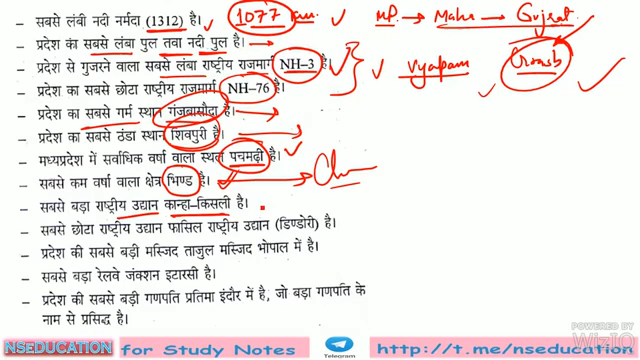 – सबसे लंबी नदी नर्मदा (1312) है। 1077 km MP → Maha → Gujrat
– प्रदेश का सबसे लंबा पुल तवा नदी पुल है।
– प्रदेश से गुजरने वाला सबसे लंबा राष्ट्रीय राजमार्ग NH–3 है। Vyapam
– प्रदेश का सबसे छोटा राष्ट्रीय राजमार्ग NH–76 है।
– प्रदेश का सबसे गर्म स्थान गंजबासौदा है।
– प्रदेश का सबसे ठंडा स्थान शिवपुरी है।
– मध्यप्रदेश में सर्वाधिक वर्षा वाला स्थल पचमढ़ी है।
– सबसे कम वर्षा वाला क्षेत्र भिण्ड है।
– सबसे बड़ा राष्ट्रीय उद्यान कान्हा–किसली है।
– सबसे छोटा राष्ट्रीय उद्यान फासिल राष्ट्रीय उद्यान (डिण्डोरी) है।
– प्रदेश की सबसे बड़ी मस्जिद ताजुल मस्जिद भोपाल में है।
– सबसे बड़ा रेलवे जंक्शन इटारसी है।
– प्रदेश की सबसे बड़ी गणपति प्रतिमा इंदौर में है, जो बड़ा गणपति के
नाम से प्रसिद्ध है।
POWERED BY
WIZIQ
NSEDUCATION for Study Notes Telegram http://t.me/nseducation